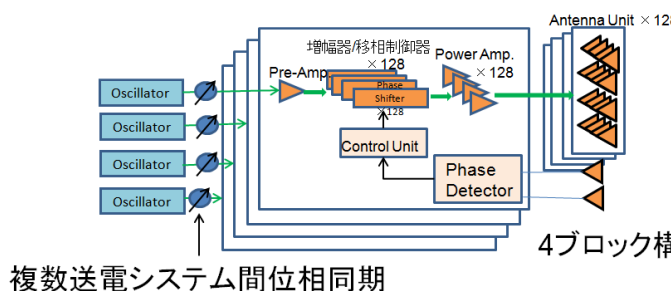 Antenna Unit ×128
増幅器/移相制御器
×128
Power Amp.
×128
Pre-Amp
Phase
Shifter
×128
Oscillator
Oscillator
Oscillator
Oscillator
Control Unit
Phase
Detector
4ブロック構
複数送電システム間位相同期